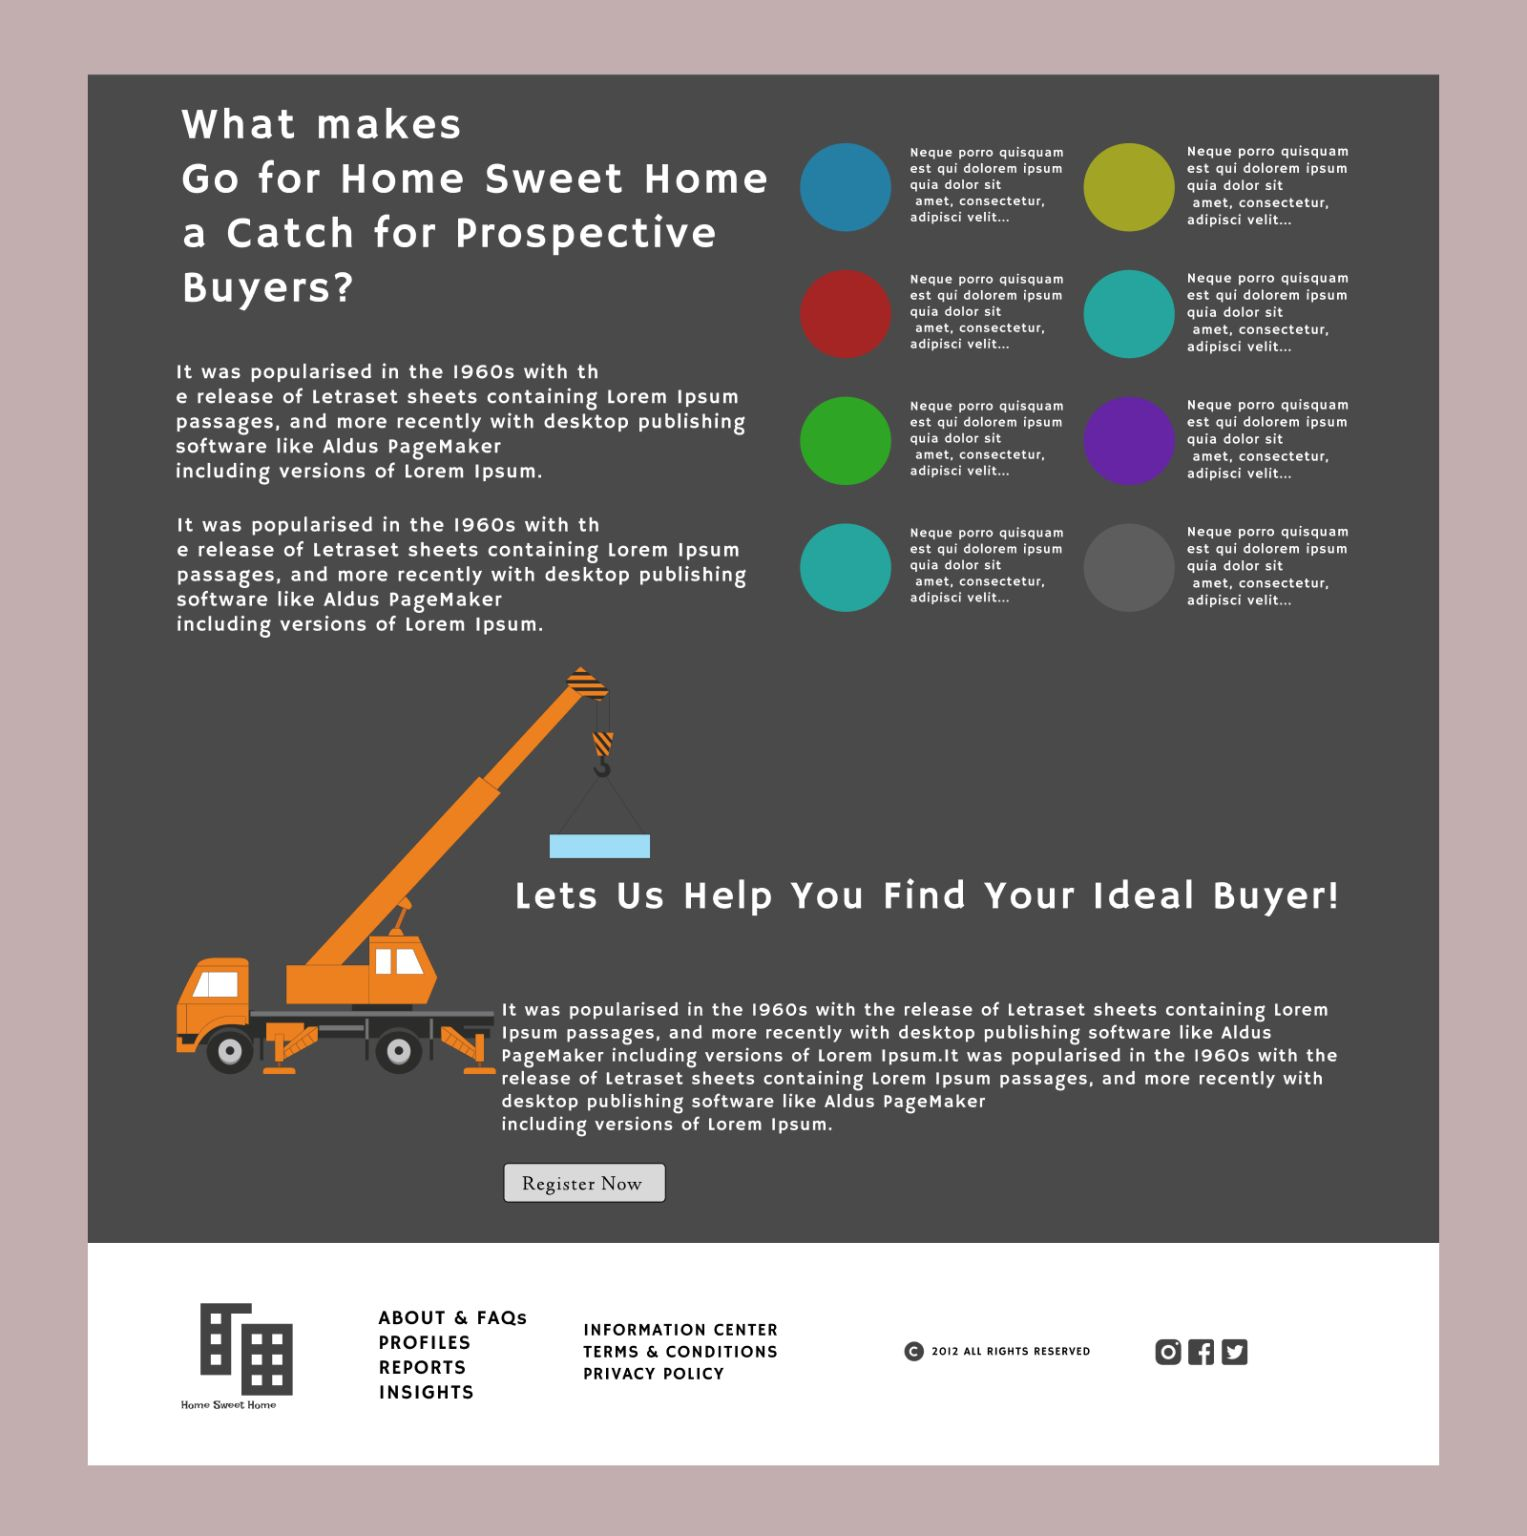 What makes
Go for Home Sweet Home
a Catch for Prospective
Buyers?
It was popularised in the 1960s with th
e release of Letraset sheets containing Lorem Ipsum
passages, and more recently with desktop publishing
software like Aldus PageMaker
including versions of Lorem Ipsum.
It was popularised in the 1960s with th
e release of Letraset sheets containing Lorem Ipsum
passages, and more recently with desktop publishing
software like Aldus PageMaker
including versions of Lorem Ipsum.
Neque porro quisquam
est qui dolorem ipsum
quia dolor sit
amet, consectetur,
adipisci velit...
Neque porro quisquam
est qui dolorem ipsum
quia dolor sit
amet, consectetur,
adipisci velit...
Neque porro quisquam
est qui dolorem ipsum
quia dolor sit
amet, consectetur,
adipisci velit...
Neque porro quisquam
est qui dolorem ipsum
quia dolor sit
amet, consectetur,
adipisci velit...
Neque porro quisquam
est qui dolorem ipsum
quia dolor sit
amet, consectetur,
adipisci velit...
Neque porro quisquam
est qui dolorem ipsum
quia dolor sit
amet, consectetur,
adipisci velit...
Neque porro quisquam
est qui dolorem ipsum
quia dolor sit
amet, consectetur,
adipisci velit...
Neque porro quisquam
est qui dolorem ipsum
quia dolor sit
amet, consectetur,
adipisci velit...
Lets Us Help You Find Your Ideal Buyer!
It was popularised in the 1960s with the release of Letraset sheets containing Lorem
Ipsum passages, and more recently with desktop publishing software like Aldus
PageMaker including versions of Lorem Ipsum.It was popularised in the 1960s with the
release of Letraset sheets containing Lorem Ipsum passages, and more recently with
desktop publishing software like Aldus PageMaker
including versions of Lorem Ipsum.
Register Now
Home Sweet Home
ABOUT & FAQs
PROFILES
REPORTS
INSIGHTS
INFORMATION CENTER
TERMS & CONDITIONS
PRIVACY POLICY
© 2012 ALL RIGHTS RESERVED